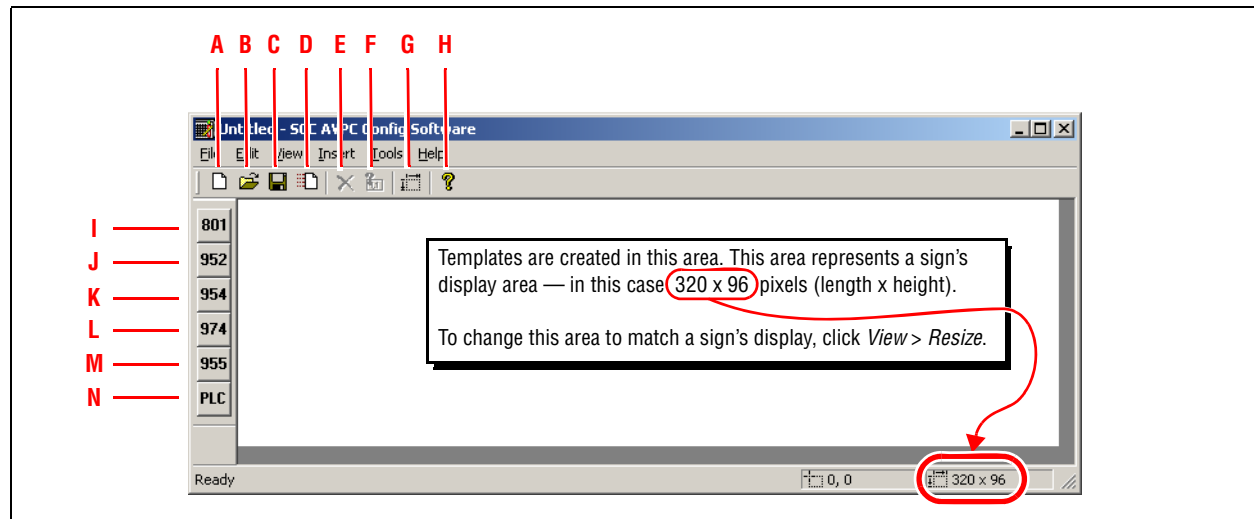 A B C D E F G H
Untitled - SCC AVPC Config Software
File Edit View Insert Tools Help
I 801
J 952
K 954
L 974
M 955
N PLC
Templates are created in this area. This area represents a sign's
display area — in this case 320 x 96 pixels (length x height).
To change this area to match a sign's display, click View > Resize.
Ready 0, 0 320 x 96